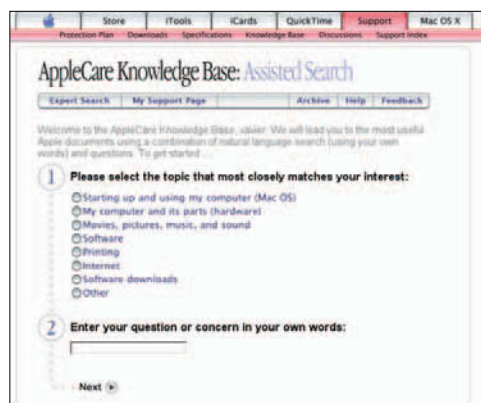 Store iTools iCards QuickTime Support Mac OS X
Protection Plan Downloads Specifications Knowledge Base Discussions Support Index
AppleCare Knowledge Base: Assisted Search
Expert Search My Support Page Archive Help Feedback
Welcome to the AppleCare Knowledge Base, xavier. We will lead you to the most useful
Apple documents using a combination of natural language search (using your own
words) and questions. To get started ...
1 Please select the topic that most closely matches your interest:
Starting up and using my computer (Mac OS)
My computer and its parts (hardware)
Movies, pictures, music, and sound
Software
Printing
Internet
Software downloads
Other
2 Enter your question or concern in your own words:
Next